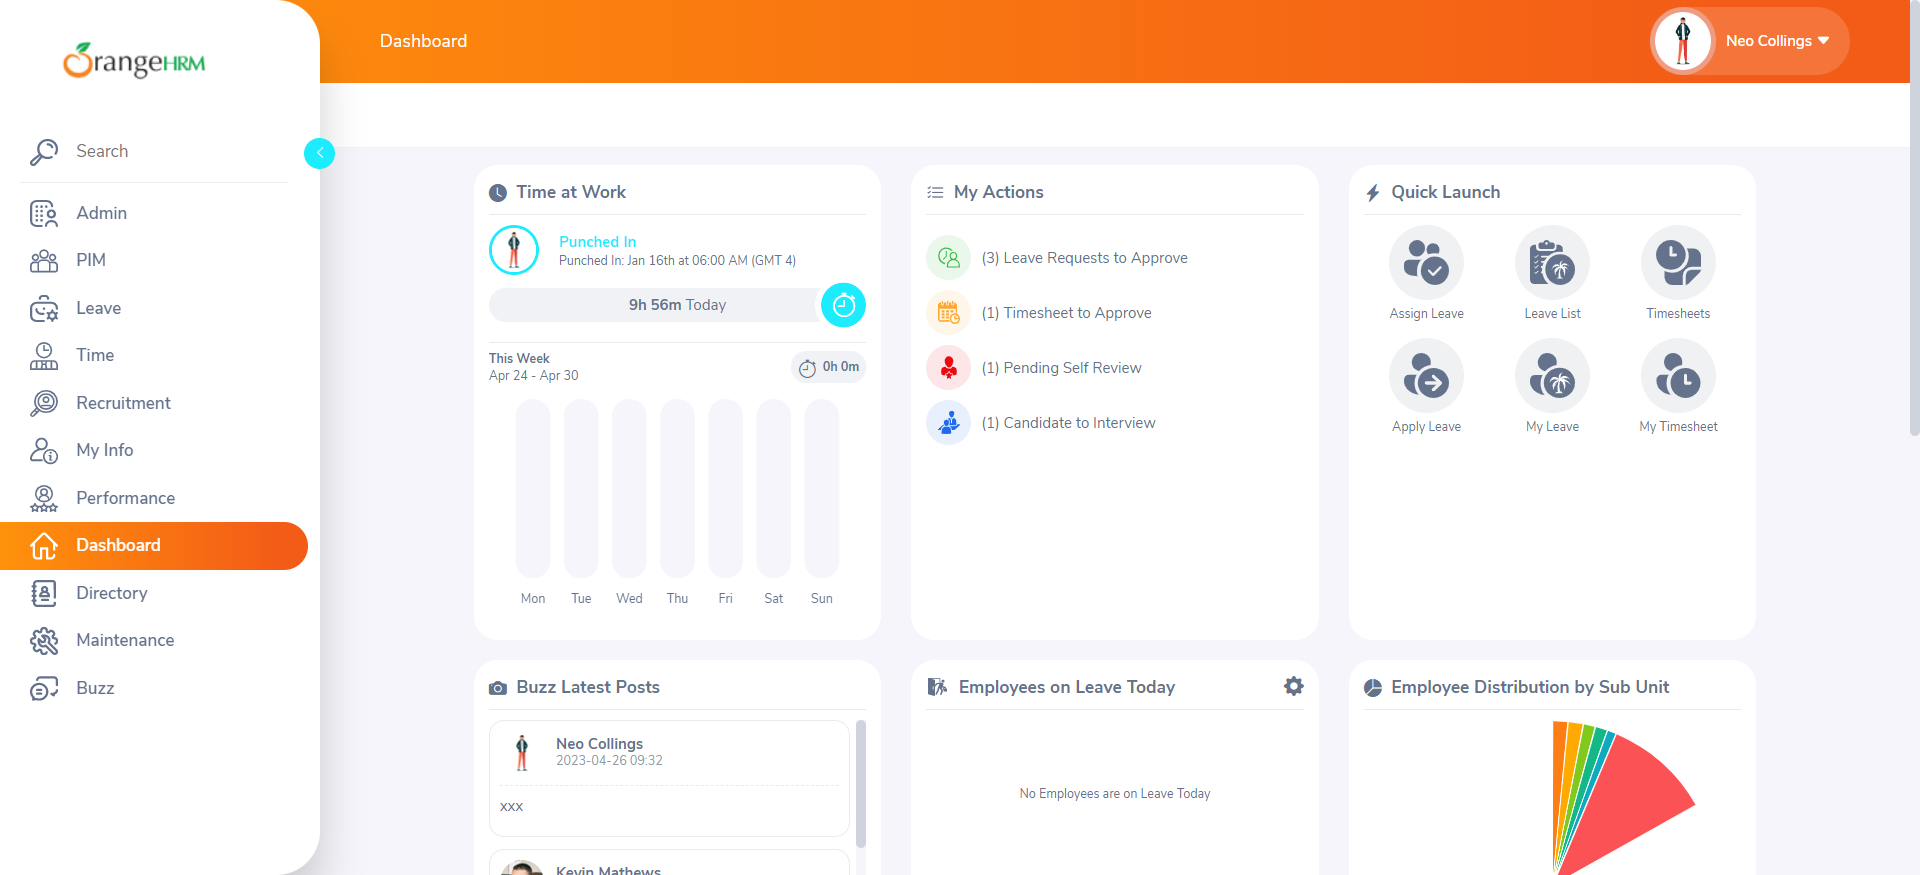 OrangeHRM
Dashboard
Neo Collings
Search
Admin
PIM
Leave
Time
Recruitment
My Info
Performance
Dashboard
Directory
Maintenance
Buzz
Time at Work
Punched In
Punched In: Jan 16th at 06:00 AM (GMT 4)
9h 56m Today
This Week
Apr 24 - Apr 30
0h 0m
Mon Tue Wed Thu Fri Sat Sun
My Actions
(3) Leave Requests to Approve
(1) Timesheet to Approve
(1) Pending Self Review
(1) Candidate to Interview
Quick Launch
Assign Leave Leave List Timesheets
Apply Leave My Leave My Timesheet
Buzz Latest Posts
Neo Collings
2023-04-26 09:32
xxx
Kevin Mathews
Employees on Leave Today
No Employees are on Leave Today
Employee Distribution by Sub Unit